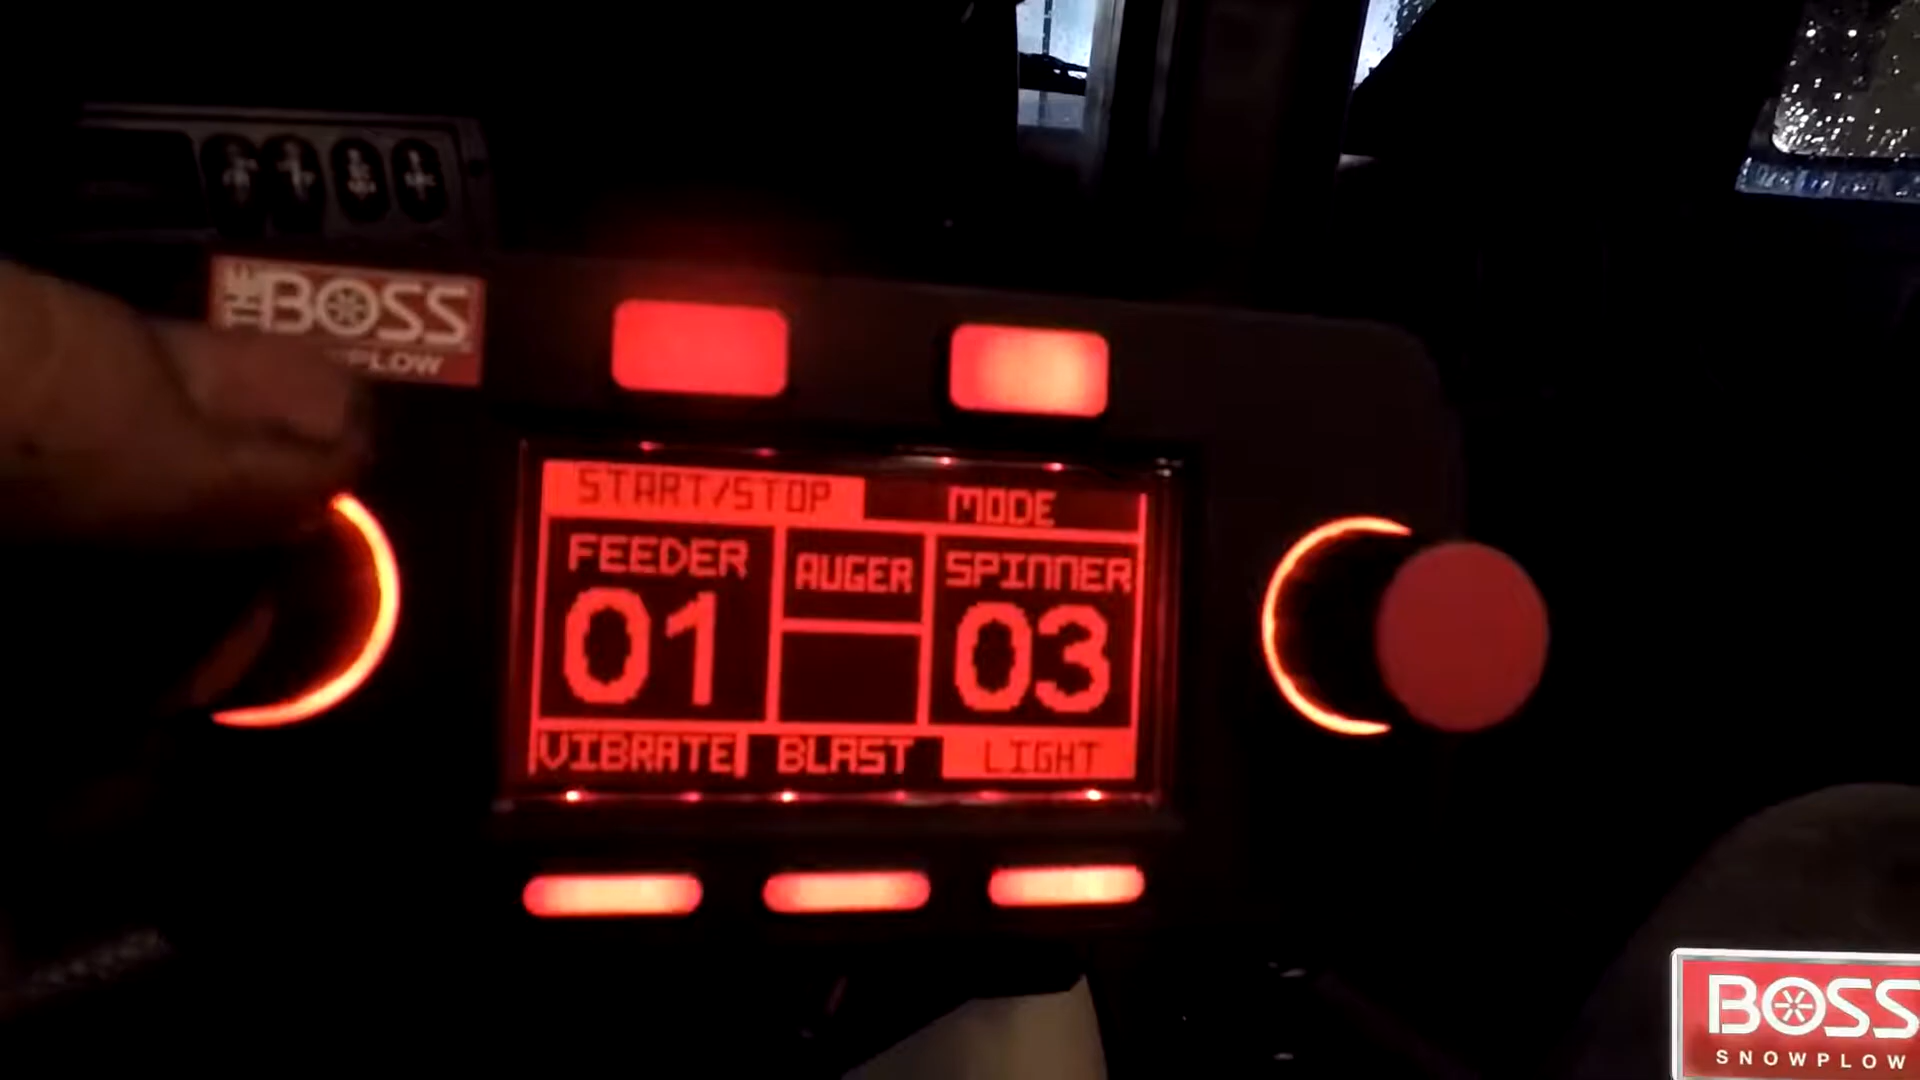 THE BOSS
PLOW
START/STOP
MODE
FEEDER
AUGER
SPINNER
01
03
VIBRATE
BLAST
LIGHT
BOSS
SNOWPLOW